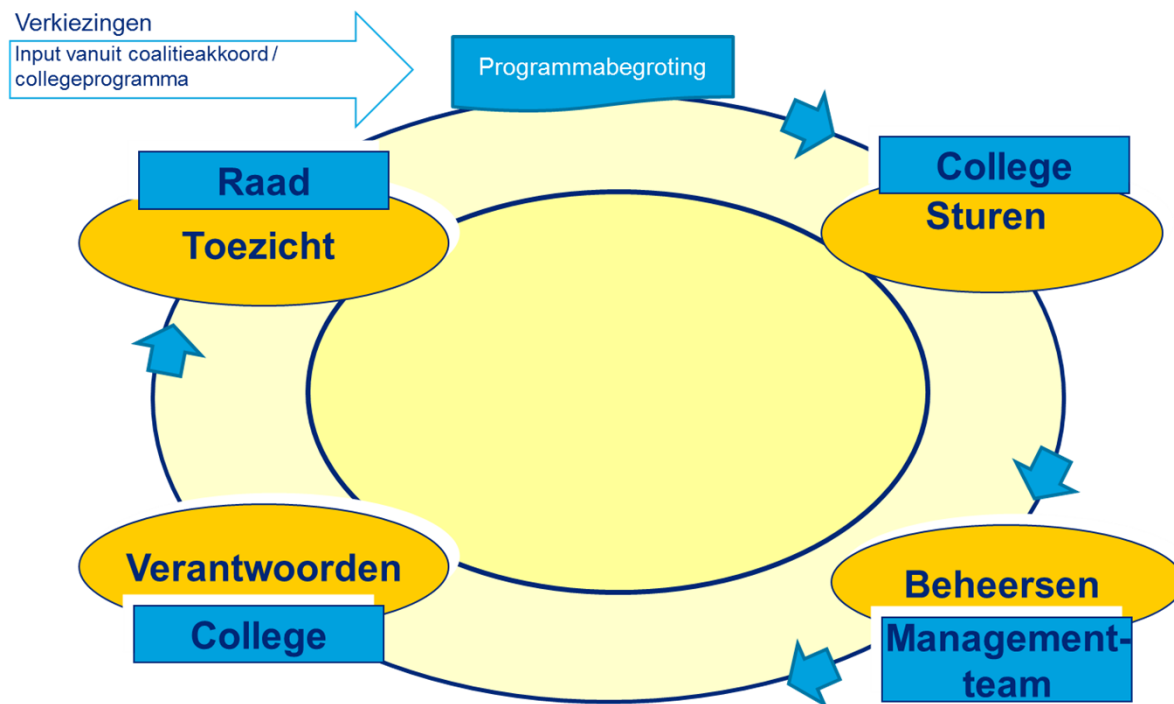 Verkiezingen
Input vanuit coalitieakkoord /
collegeprogramma
Programmabegroting
Raad
Toezicht
College
Sturen
Verantwoorden
College
Beheersen
Management-
team